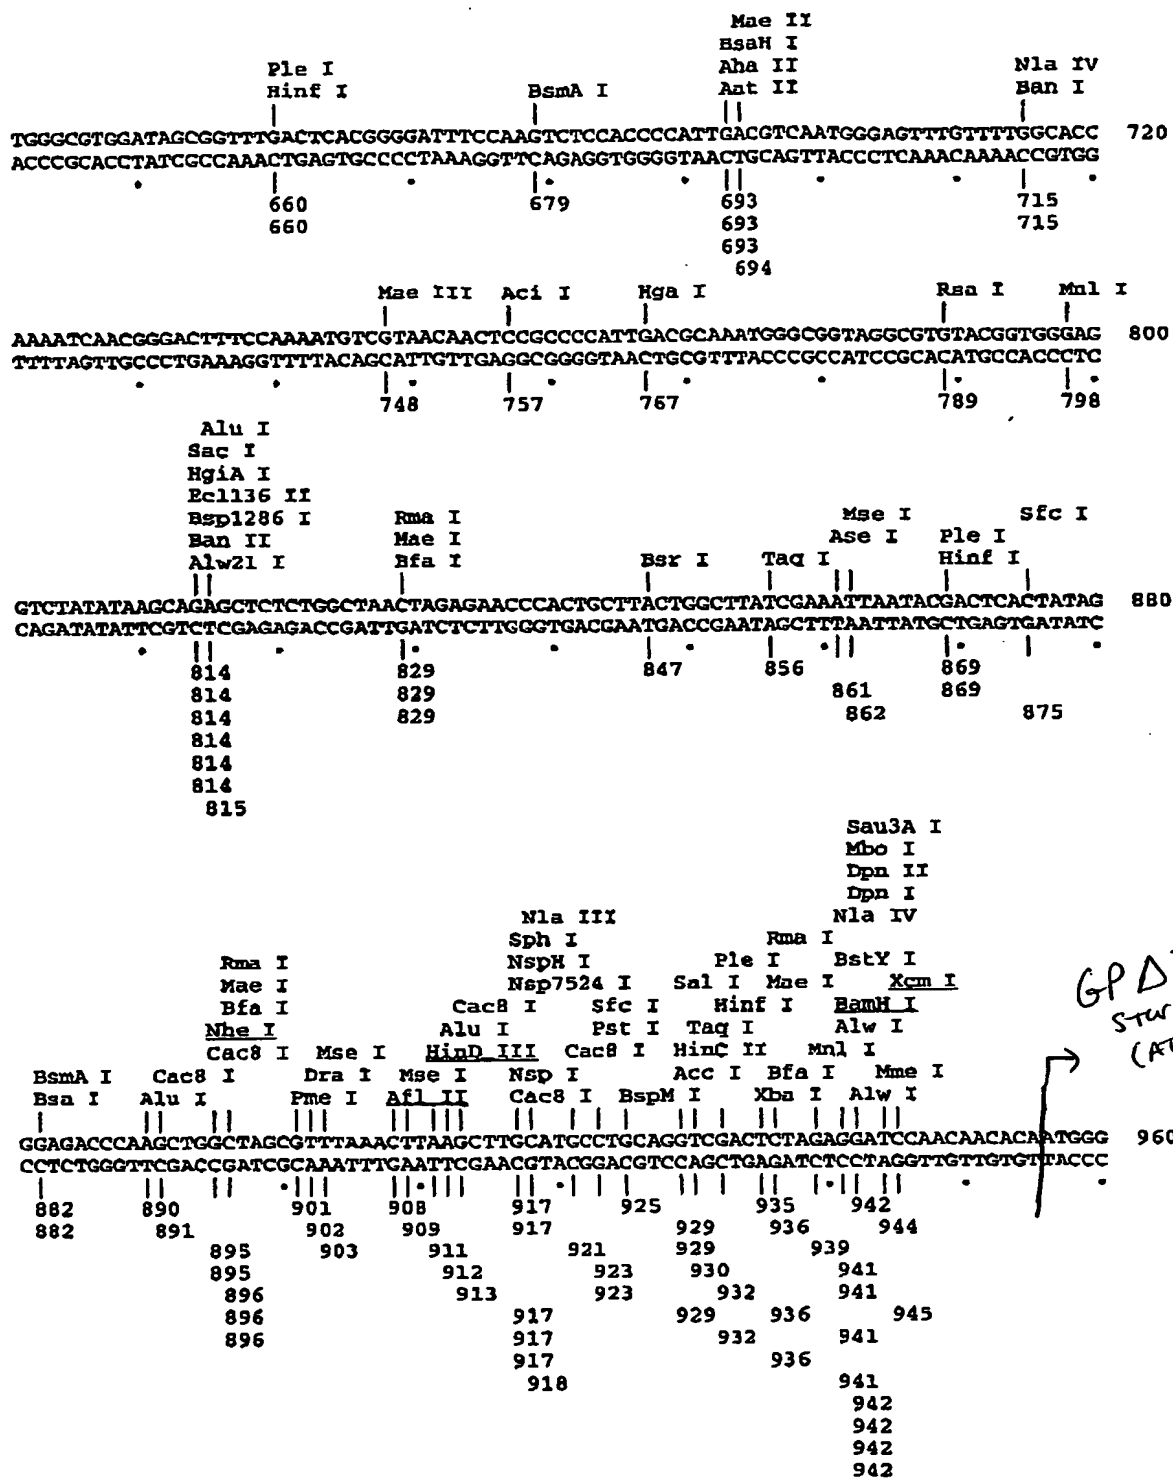 Mae II
BsaH I
Ple I Aha II Nla IV
Hinf I BsmA I Aat II Ban I
TGGGCGTGGATAGCGGTTTGACTCACGGGGATTTCCAAGTCTCCACCCCATTGACGTCAATGGGAGTTTGTTTTGGCACC 720
ACCCGCACCTATCGCCAAACTGAGTGCCCCTAAAGGTTCAGAGGTGGGGTAACTGCAGTTACCCTCAAACAAAACCGTGG
660 679 693 715
660 693 715
693
694
Mae III Aci I Hga I Rsa I Mnl I
AAAATCAACGGGACTTTCCAAAATGTCGTAACAACTCCGCCCCATTGACGCAAATGGGCGGTAGGCGTGTACGGTGGGAG 800
TTTTAGTTGCCCTGAAAGGTTTTACAGCATTGTTGAGGCGGGGTAACTGCGTTTACCCGCCATCCGCACATGCCACCCTC
748 757 767 789 798
Alu I
Sac I
HgiA I
Ecl136 II
Bsp1286 I Rma I Mse I Sfc I
Ban II Mae I Ase I Ple I
Alw21 I Bfa I Bsr I Taq I Hinf I
GTCTATATAAGCAGAGCTCTCTGGCTAACTAGAGAACCCACTGCTTACTGGCTTATCGAAATTAATACGACTCACTATAG 880
CAGATATATTCGTCTCGAGAGACCGATTGATCTCTTGGGTGACGAATGACCGAATAGCTTTAATTATGCTGAGTGATATC
814 829 847 856 869
814 829 861 869
814 829 862 875
814
814
814
815
Sau3A I
Mbo I
Dpn II
Dpn I
Nla III Nla IV
Sph I Rma I
Rma I NspH I Ple I BstY I
Mae I Nsp7524 I Sal I Mae I Xcm I
Bfa I Cac8 I Sfc I Hinf I BamH I
Nhe I Alu I Pst I Taq I Alw I
Cac8 I Mse I HinD III Cac8 I HinC II Mnl I
BsmA I Cac8 I Dra I Mse I Nsp I Acc I Bfa I Mme I
Bsa I Alu I Pme I Afl II Cac8 I BspM I Xba I Alw I
GGAGACCCAAGCTGGCTAGCGTTTAAACTTAAGCTTGCATGCCTGCAGGTCGACTCTAGAGGATCCAACAACACAATGGG 960
CCTCTGGGTTCGACCGATCGCAAATTTGAATTCGAACGTACGGACGTCCAGCTGAGATCTCCTAGGTTGTTGTGTTACCC
882 890 901 908 917 925 935 942
882 891 902 909 917 929 936 944
895 903 911 921 929 939
895 912 923 930 941
896 913 923 932 941
896 917 929 936 945
896 917 932 941
917 936
918 941
942
942
942
942
GP Δ